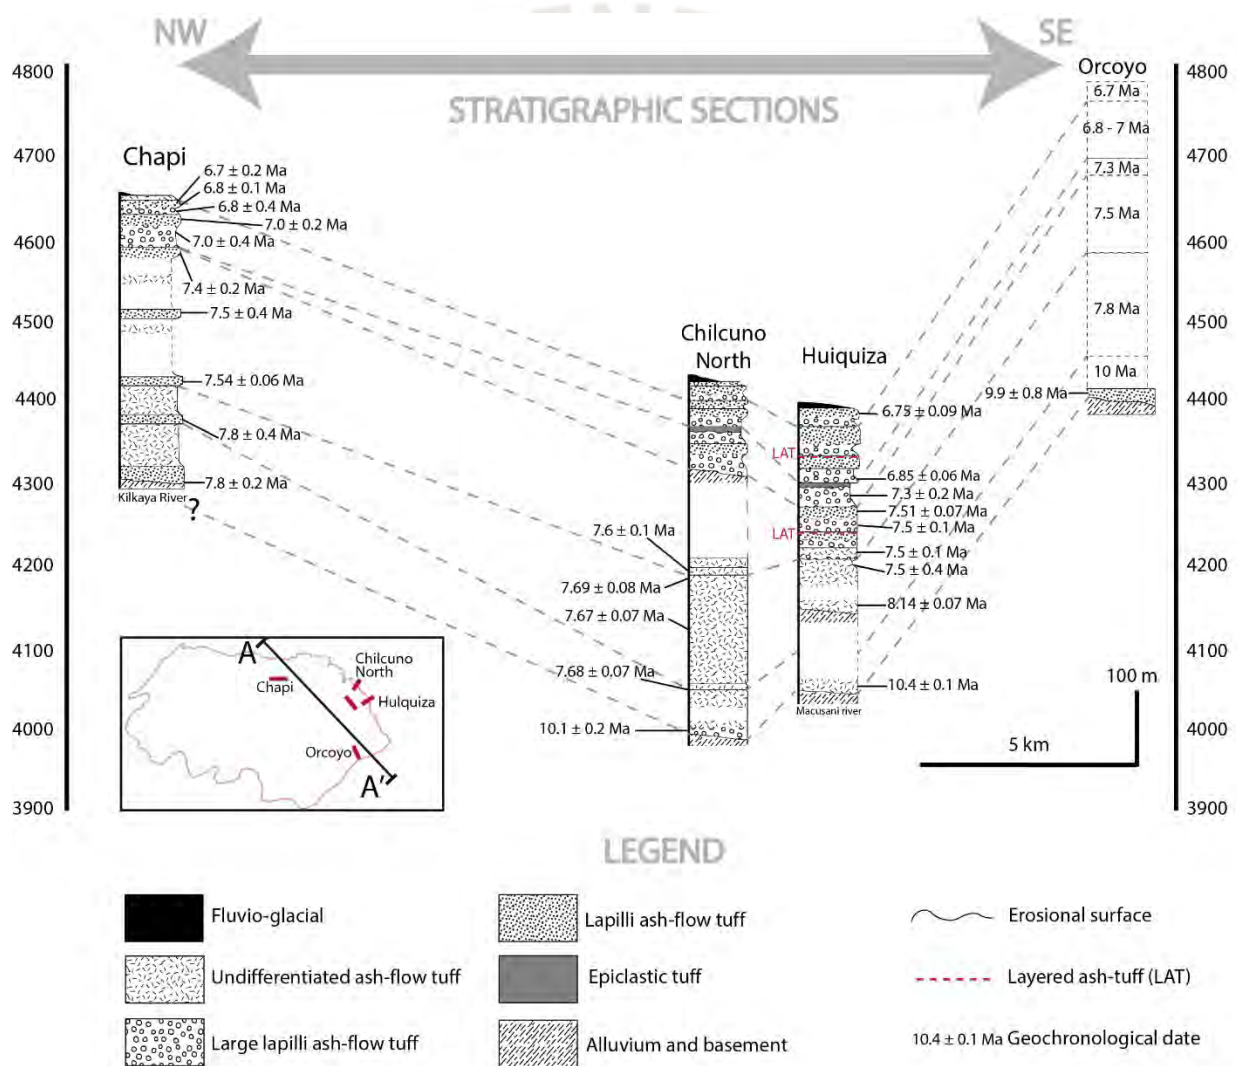 NW
SE
STRATIGRAPHIC SECTIONS
4800
4700
4600
4500
4400
4300
4200
4100
4000
3900
Chapi
6.7 ± 0.2 Ma
6.8 ± 0.1 Ma
6.8 ± 0.4 Ma
7.0 ± 0.2 Ma
7.0 ± 0.4 Ma
7.4 ± 0.2 Ma
7.5 ± 0.4 Ma
7.54 ± 0.06 Ma
7.8 ± 0.4 Ma
7.8 ± 0.2 Ma
Kilkaya River
?
Chilcuno
North
7.6 ± 0.1 Ma
7.69 ± 0.08 Ma
7.67 ± 0.07 Ma
7.68 ± 0.07 Ma
10.1 ± 0.2 Ma
Huiquiza
6.75 ± 0.09 Ma
LAT
6.85 ± 0.06 Ma
7.3 ± 0.2 Ma
7.51 ± 0.07 Ma
7.5 ± 0.1 Ma
LAT
7.5 ± 0.1 Ma
7.5 ± 0.4 Ma
8.14 ± 0.07 Ma
10.4 ± 0.1 Ma
Macusani river
Orcoyo
6.7 Ma
6.8 - 7 Ma
7.3 Ma
7.5 Ma
7.8 Ma
10 Ma
9.9 ± 0.8 Ma
4800
4700
4600
4500
4400
4300
4200
4100
4000
3900
100 m
5 km
A
Chapi
Chilcuno
North
Hulquiza
Orcoyo
A'
LEGEND
Fluvio-glacial
Undifferentiated ash-flow tuff
Large lapilli ash-flow tuff
Lapilli ash-flow tuff
Epiclastic tuff
Alluvium and basement
Erosional surface
Layered ash-tuff (LAT)
10.4 ± 0.1 Ma Geochronological date